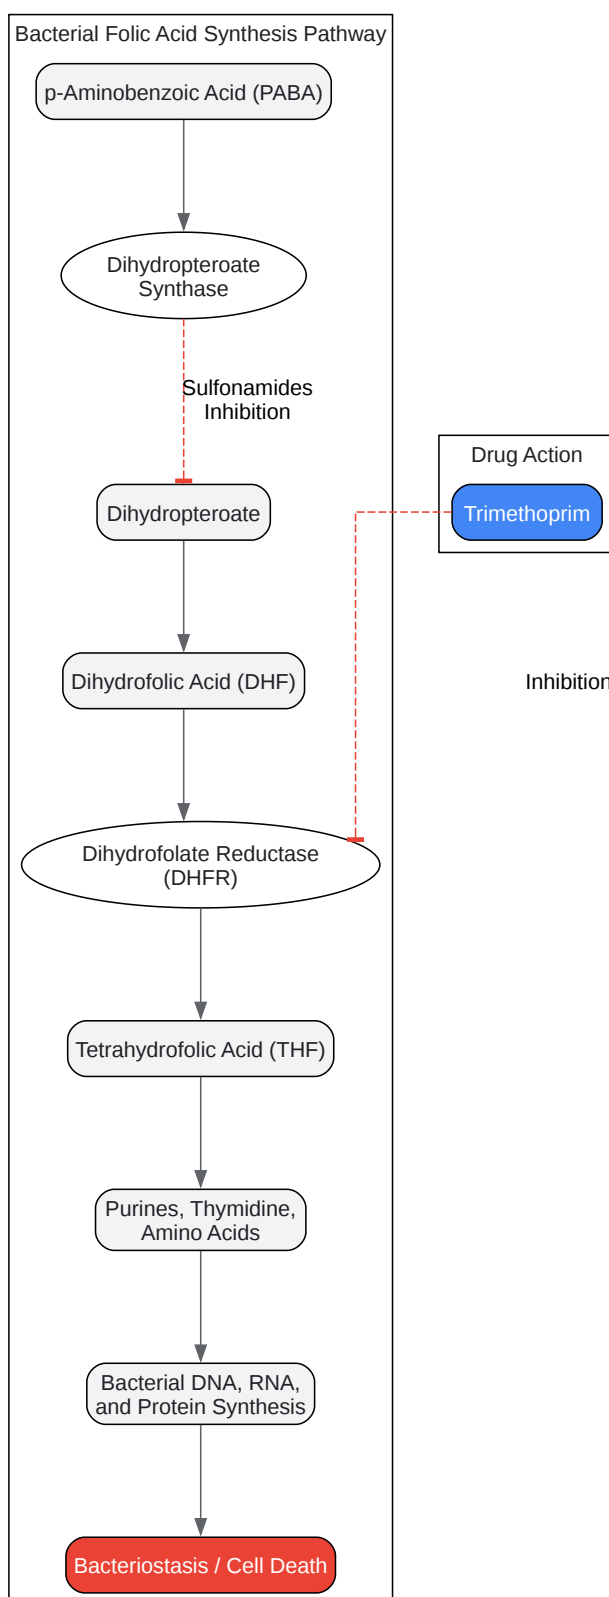 Bacterial Folic Acid Synthesis Pathway
p-Aminobenzoic Acid (PABA)
Dihydropteroate
Synthase
Sulfonamides
Inhibition
Drug Action
Trimethoprim
Dihydropteroate
Dihydrofolic Acid (DHF)
Inhibition
Dihydrofolate Reductase
(DHFR)
Tetrahydrofolic Acid (THF)
Purines, Thymidine,
Amino Acids
Bacterial DNA, RNA,
and Protein Synthesis
Bacteriostasis / Cell Death